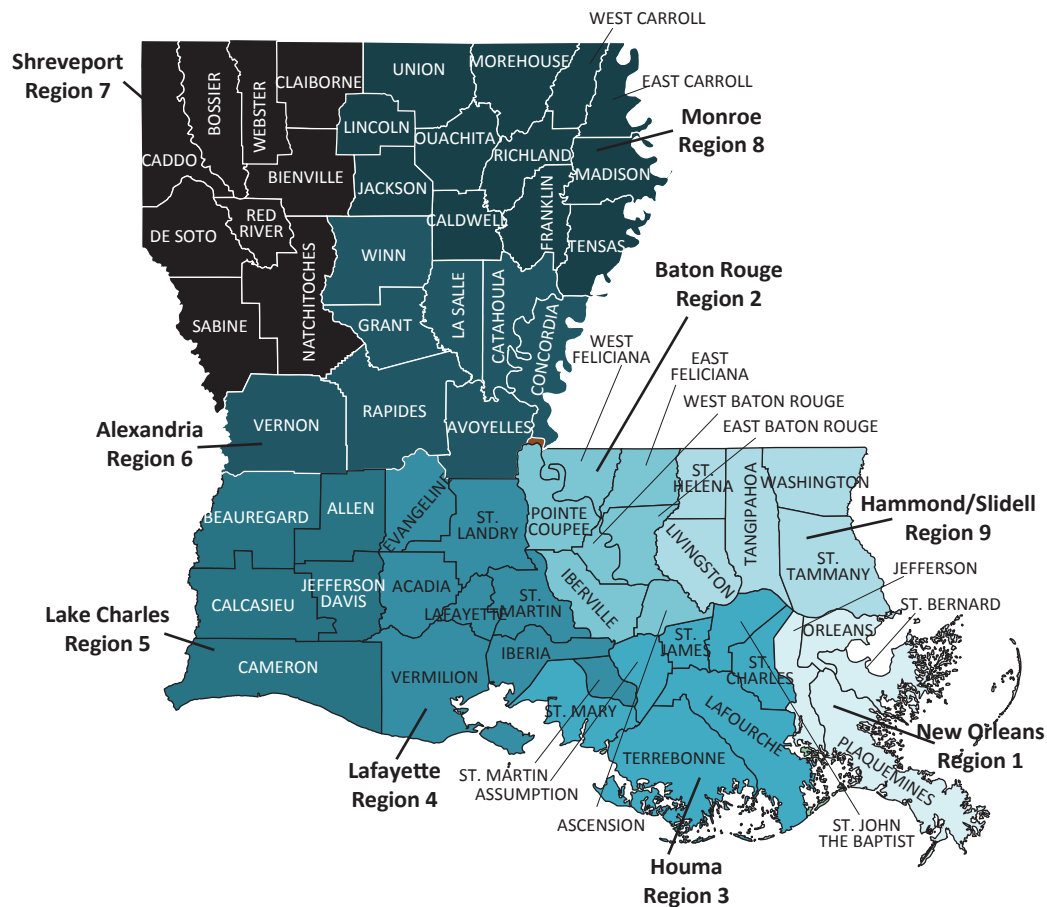 WEST CARROLL
Shreveport
Region 7
CLAIBORNE
UNION
MOREHOUSE
EAST CARROLL
BOSSIER
WEBSTER
LINCOLN
OUACHITA
Monroe
Region 8
RICHLAND
CADDO
BIENVILLE
JACKSON
MADISON
FRANKLIN
RED
RIVER
CALDWELL
DE SOTO
TENSAS
WINN
NATCHITOCHES
LA SALLE
CATAHOULA
Baton Rouge
Region 2
CONCORDIA
SABINE
GRANT
WEST
FELICIANA
EAST
FELICIANA
WEST BATON ROUGE
RAPIDES
VERNON
AVOYELLES
EAST BATON ROUGE
Alexandria
Region 6
ST.
HELENA
TANGIPAHOA
WASHINGTON
EVANGELINE
Hammond/Slidell
Region 9
BEAUREGARD
ALLEN
ST.
LANDRY
POINTE
COUPEE
LIVINGSTON
ST.
TAMMANY
JEFFERSON
CALCASIEU
JEFFERSON
DAVIS
ACADIA
LAFAYETTE
ST.
MARTIN
IBERVILLE
ST. BERNARD
Lake Charles
Region 5
ORLEANS
CAMERON
VERMILION
IBERIA
ST.
JAMES
ST.
CHARLES
ST. MARY
LAFOURCHE
New Orleans
Region 1
PLAQUEMINES
TERREBONNE
Lafayette
Region 4
ST. MARTIN
ASSUMPTION
ASCENSION
ST. JOHN
THE BAPTIST
Houma
Region 3